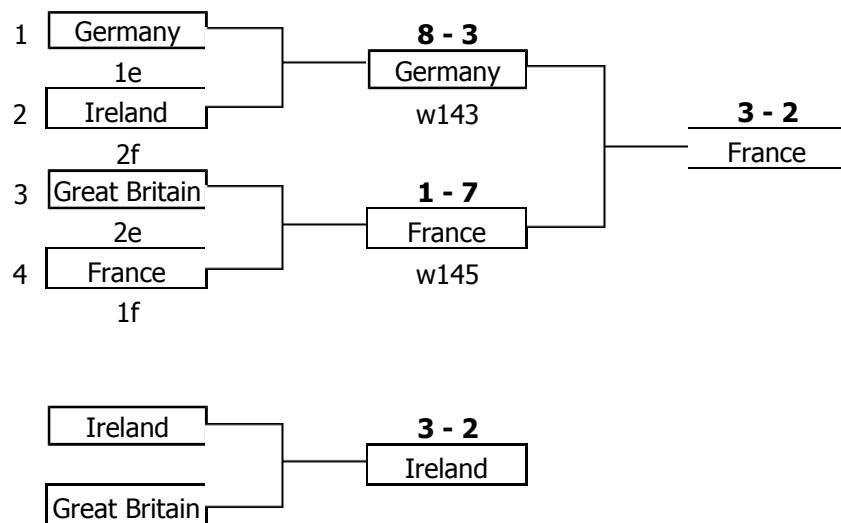 1 Germany 8 - 3
1e Germany
2 Ireland w143 3 - 2
2f France
3 Great Britain 1 - 7
2e France
4 France w145
1f
Ireland 3 - 2
Ireland
Great Britain